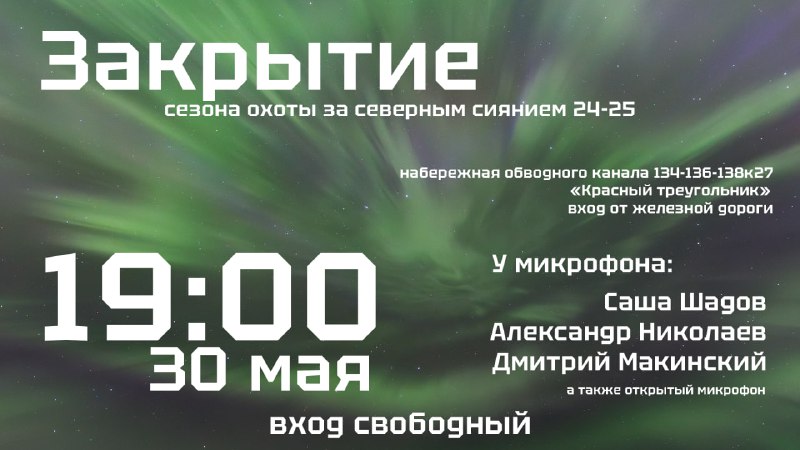 Закрытие
сезона охоты за северным сиянием 24-25
набережная обводного канала 134-136-138к27
«Красный треугольник»
вход от железной дороги
19:00
30 мая
У микрофона:
Саша Шадов
Александр Николаев
Дмитрий Макинский
а также открытый микрофон
вход свободный